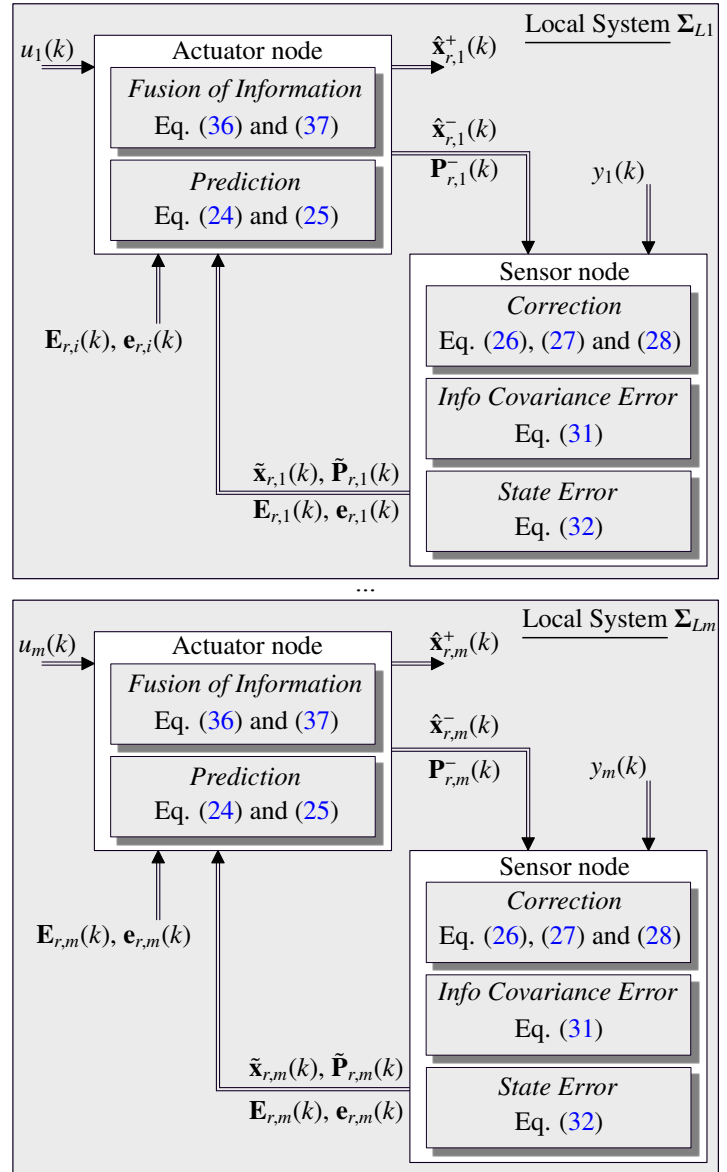 Local System Σ_{L1}
u₁(k)
Actuator node
x̂⁺_{r,1}(k)
Fusion of Information
Eq. (36) and (37)
x̂⁻_{r,1}(k)
P⁻_{r,1}(k)
Prediction
Eq. (24) and (25)
y₁(k)
Sensor node
Correction
Eq. (26), (27) and (28)
E_{r,i}(k), e_{r,i}(k)
Info Covariance Error
Eq. (31)
x̃_{r,1}(k), P̃_{r,1}(k)
E_{r,1}(k), e_{r,1}(k)
State Error
Eq. (32)
...
Local System Σ_{Lm}
u_m(k)
Actuator node
x̂⁺_{r,m}(k)
Fusion of Information
Eq. (36) and (37)
x̂⁻_{r,m}(k)
P⁻_{r,m}(k)
Prediction
Eq. (24) and (25)
y_m(k)
Sensor node
Correction
Eq. (26), (27) and (28)
E_{r,m}(k), e_{r,m}(k)
Info Covariance Error
Eq. (31)
x̃_{r,m}(k), P̃_{r,m}(k)
E_{r,m}(k), e_{r,m}(k)
State Error
Eq. (32)